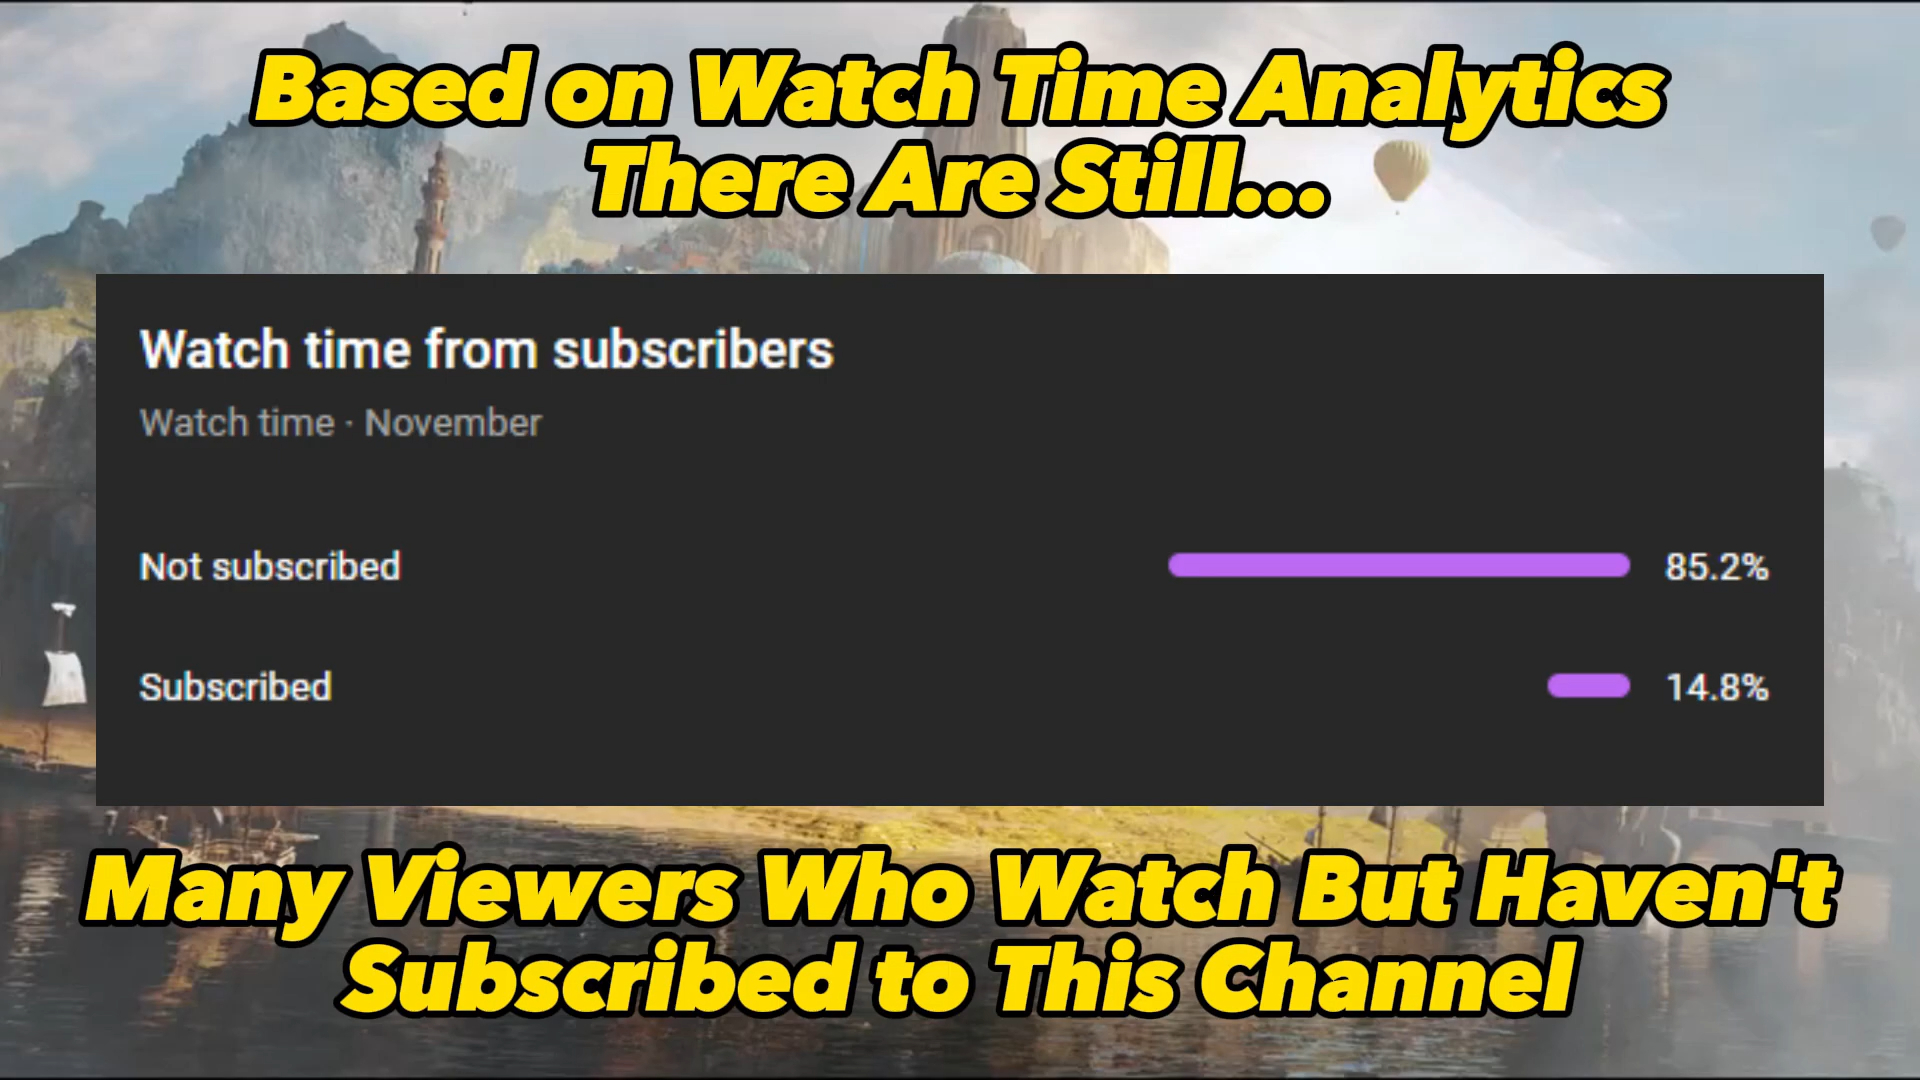 Based on Watch Time Analytics
There Are Still...
Watch time from subscribers
Watch time · November
Not subscribed 85.2%
Subscribed 14.8%
Many Viewers Who Watch But Haven't
Subscribed to This Channel